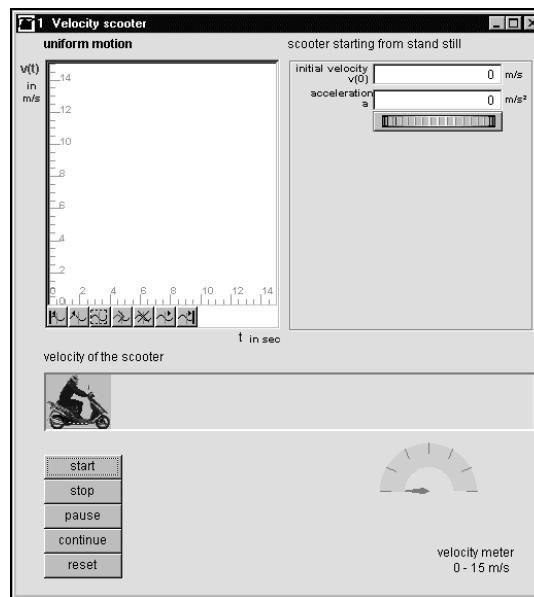 1 Velocity scooter
uniform motion
scooter starting from stand still
v(t)
in
m/s
14
12
10
8
6
4
2
0
0 2 4 6 8 10 12 14
t in sec
initial velocity
v(0)
0 m/s
acceleration
a
0 m/s²
velocity of the scooter
start
stop
pause
continue
reset
velocity meter
0 - 15 m/s